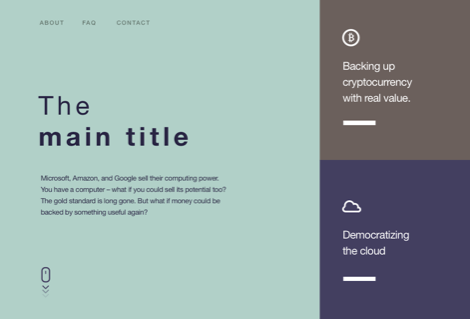 ABOUT FAQ CONTACT
The
main title
Microsoft, Amazon, and Google sell their computing power.
You have a computer – what if you could sell its potential too?
The gold standard is long gone. But what if money could be
backed by something useful again?
Backing up
cryptocurrency
with real value.
Democratizing
the cloud